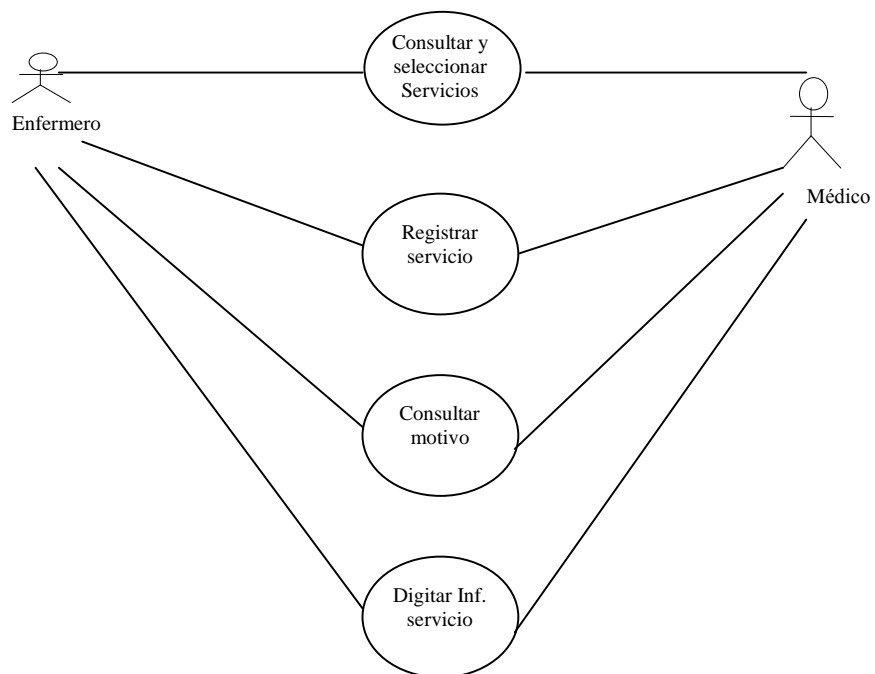 Consultar y
seleccionar
Servicios
Enfermero
Médico
Registrar
servicio
Consultar
motivo
Digitar Inf.
servicio